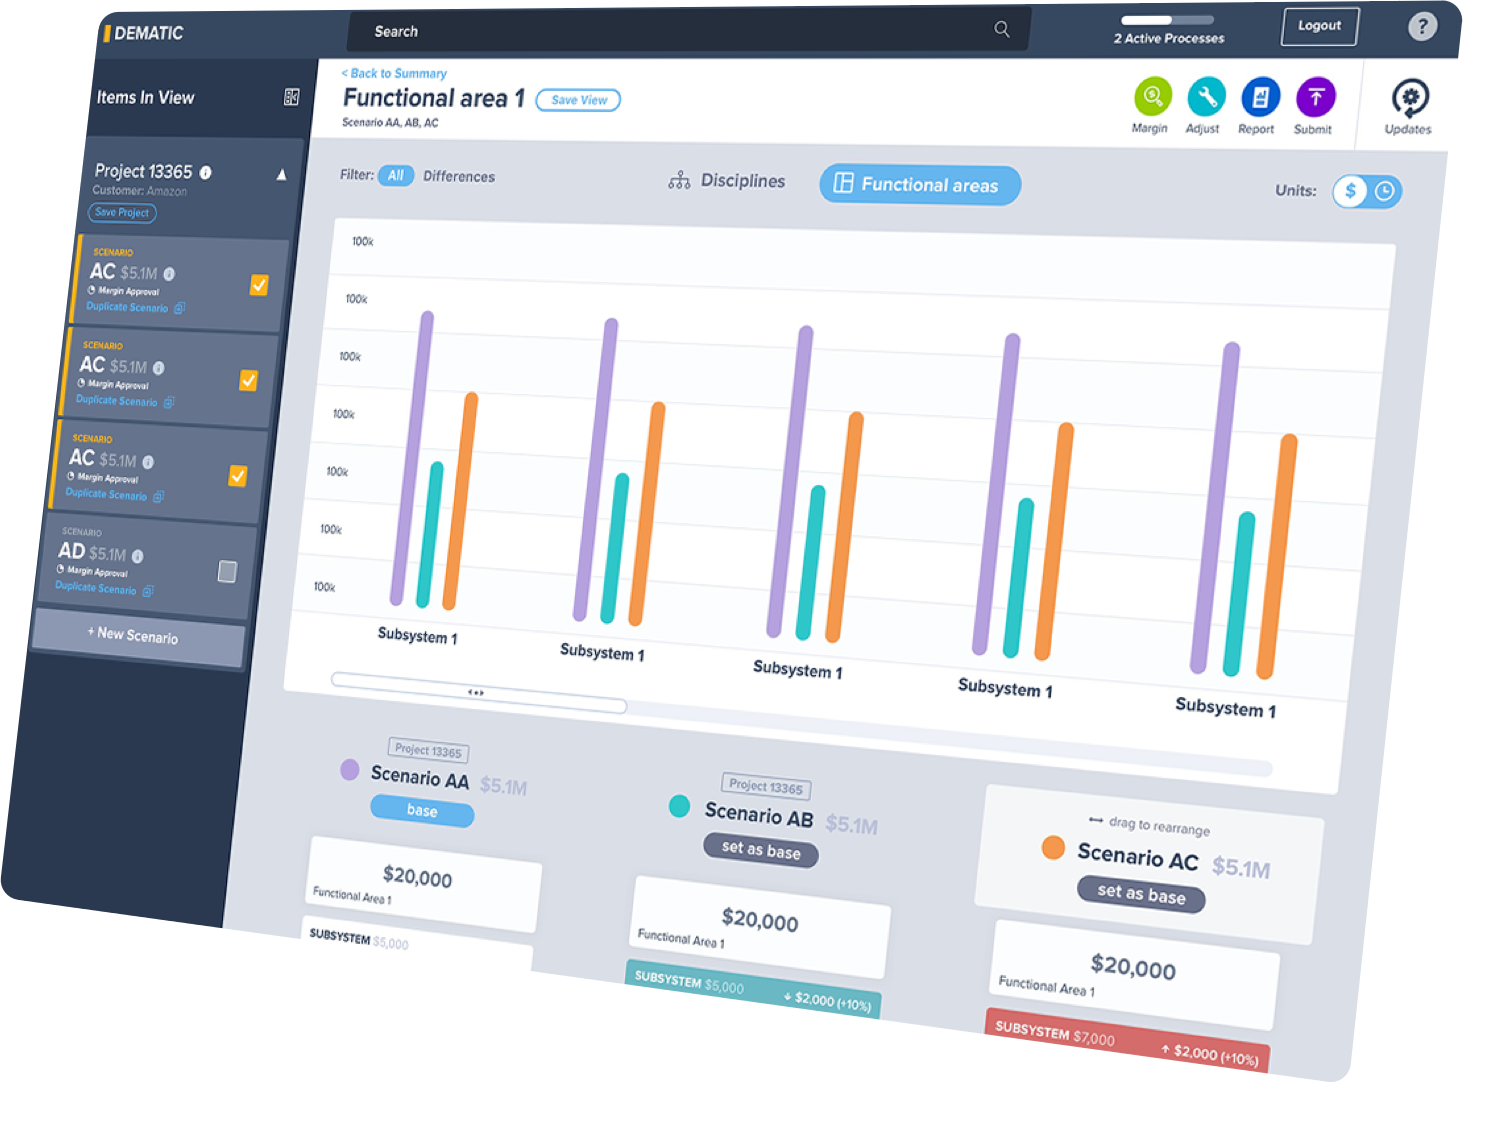 DEMATIC
Search
2 Active Processes
Logout
?
Items In View
< Back to Summary
Functional area 1
Save View
Scenario AA, AB, AC
Margin
Adjust
Report
Submit
Updates
Project 13365
Customer: Amazon
Save Project
SCENARIO
AC $5.1M
Margin Approval
Duplicate Scenario
SCENARIO
AC $5.1M
Margin Approval
Duplicate Scenario
SCENARIO
AC $5.1M
Margin Approval
Duplicate Scenario
SCENARIO
AD $5.1M
Margin Approval
Duplicate Scenario
+ New Scenario
Filter: All Differences
Disciplines
Functional areas
Units: $
100k
100k
100k
100k
100k
100k
100k
Subsystem 1
Subsystem 1
Subsystem 1
Subsystem 1
Subsystem 1
Project 13365
Scenario AA $5.1M
base
$20,000
Functional Area 1
SUBSYSTEM $5,000
Project 13365
Scenario AB $5.1M
set as base
$20,000
Functional Area 1
SUBSYSTEM $5,000 ↓ $2,000 (+10%)
drag to rearrange
Scenario AC $5.1M
set as base
$20,000
Functional Area 1
SUBSYSTEM $7,000 ↑ $2,000 (+10%)